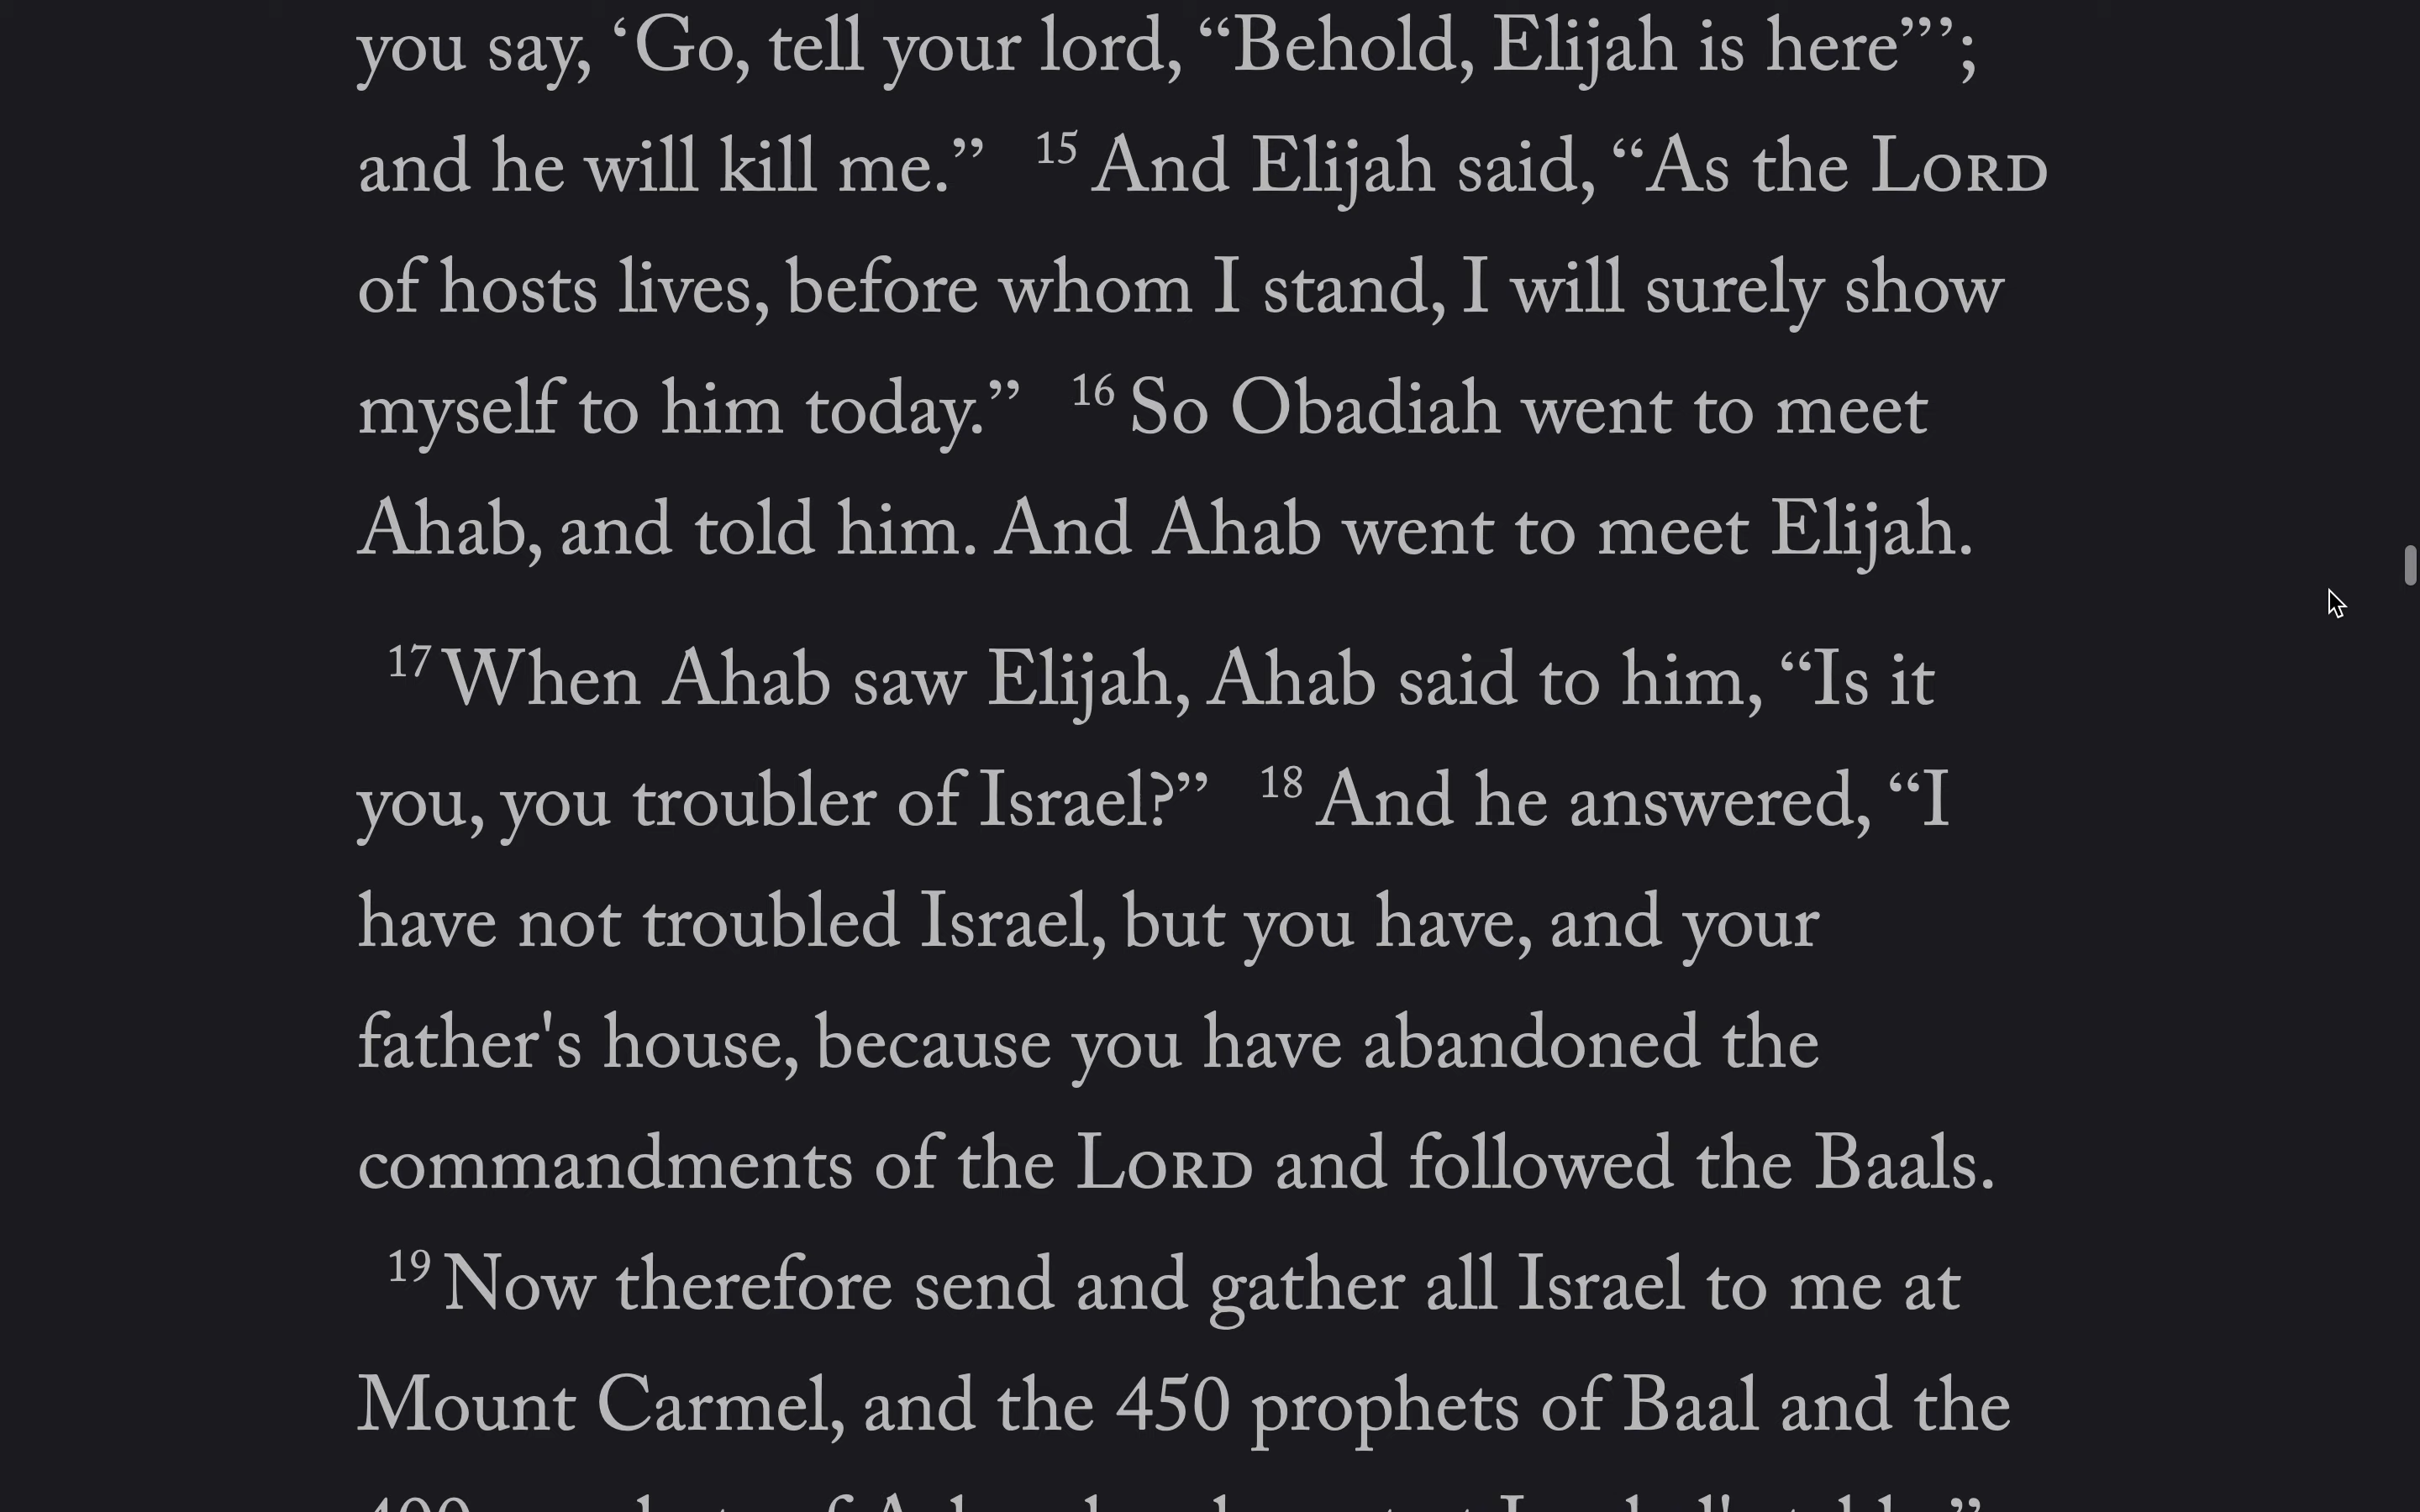 you say, ‘Go, tell your lord, “Behold, Elijah is here”’”;
and he will kill me.” 15 And Elijah said, “As the LORD
of hosts lives, before whom I stand, I will surely show
myself to him today.” 16 So Obadiah went to meet
Ahab, and told him. And Ahab went to meet Elijah.
17 When Ahab saw Elijah, Ahab said to him, “Is it
you, you troubler of Israel?” 18 And he answered, “I
have not troubled Israel, but you have, and your
father's house, because you have abandoned the
commandments of the LORD and followed the Baals.
19 Now therefore send and gather all Israel to me at
Mount Carmel, and the 450 prophets of Baal and the